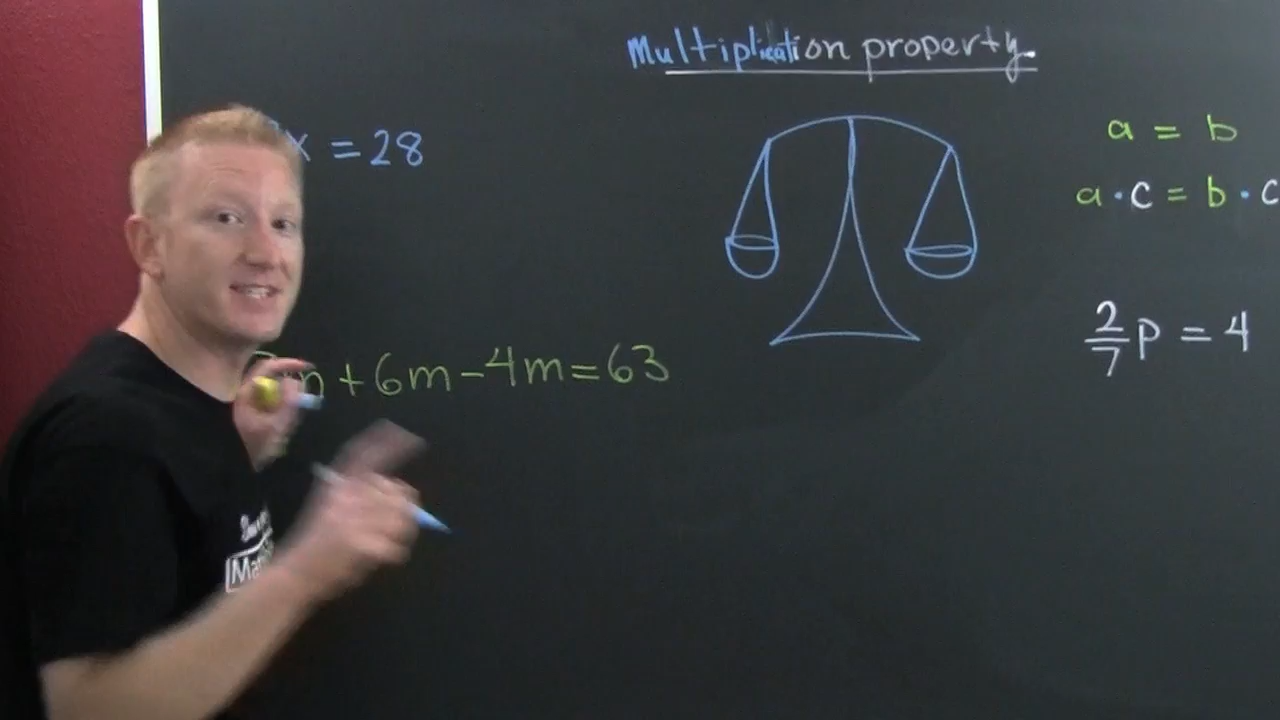 Multiplication property.
x = 28
a = b
a · c = b · c
2/7 p = 4
m + 6m - 4m = 63